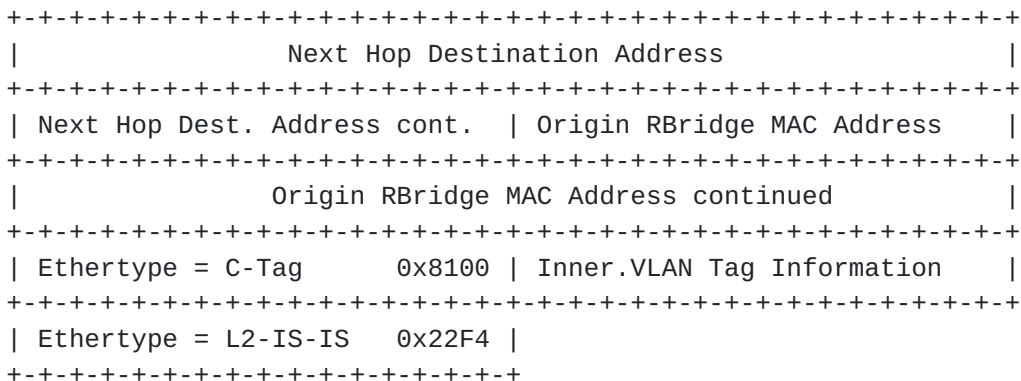 +-+-+-+-+-+-+-+-+-+-+-+-+-+-+-+-+-+-+-+-+-+-+-+-+-+-+-+-+-+-+-+-+
|                 Next Hop Destination Address                  |
+-+-+-+-+-+-+-+-+-+-+-+-+-+-+-+-+-+-+-+-+-+-+-+-+-+-+-+-+-+-+-+-+
| Next Hop Dest. Address cont.  | Origin RBridge MAC Address    |
+-+-+-+-+-+-+-+-+-+-+-+-+-+-+-+-+-+-+-+-+-+-+-+-+-+-+-+-+-+-+-+-+
|                Origin RBridge MAC Address continued           |
+-+-+-+-+-+-+-+-+-+-+-+-+-+-+-+-+-+-+-+-+-+-+-+-+-+-+-+-+-+-+-+-+
| Ethertype = C-Tag      0x8100 | Inner.VLAN Tag Information    |
+-+-+-+-+-+-+-+-+-+-+-+-+-+-+-+-+-+-+-+-+-+-+-+-+-+-+-+-+-+-+-+-+
| Ethertype = L2-IS-IS   0x22F4 |
+-+-+-+-+-+-+-+-+-+-+-+-+-+-+-+-+